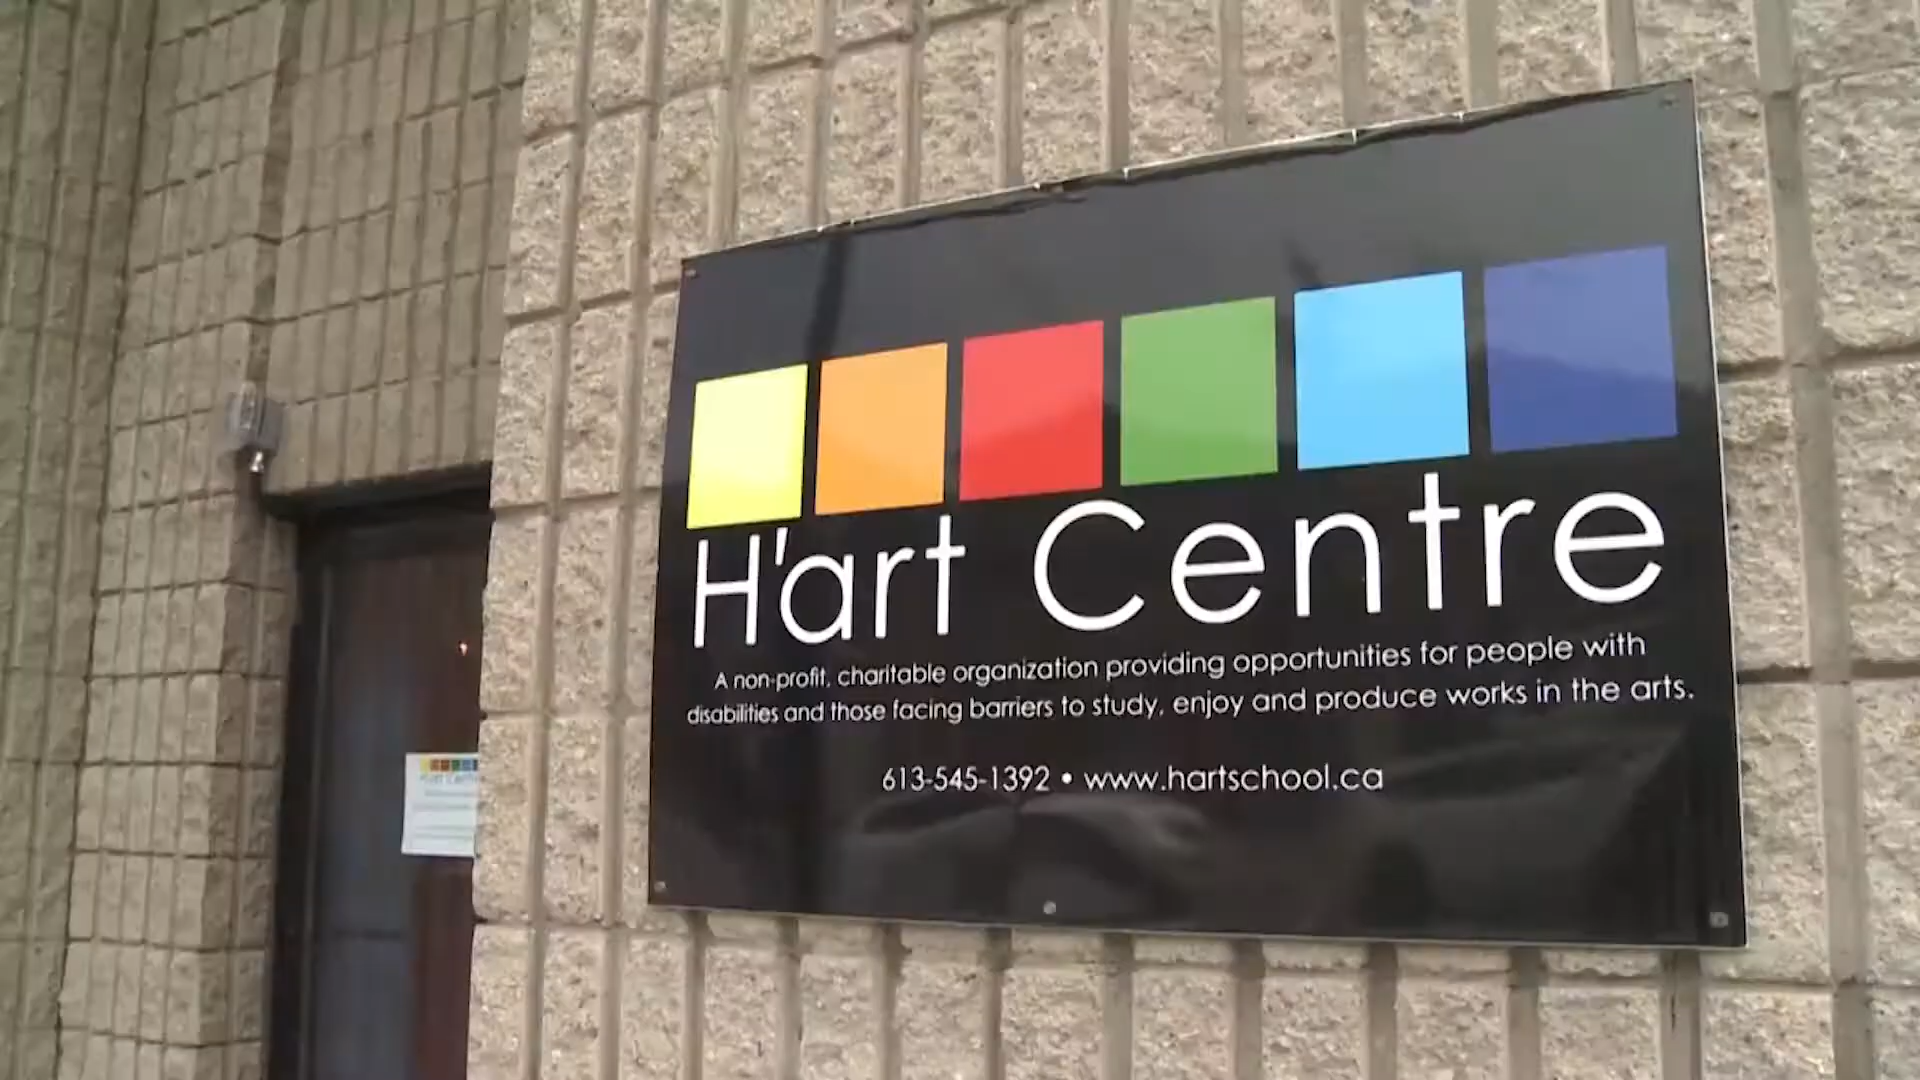 H'art Centre
A non-profit, charitable organization providing opportunities for people with
disabilities and those facing barriers to study, enjoy and produce works in the arts.
613-545-1392 • www.hartschool.ca